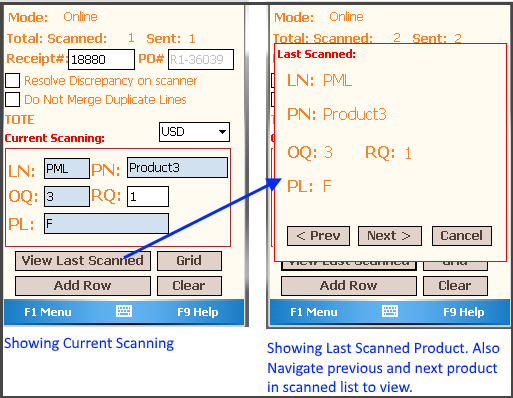 Mode: Online
Total: Scanned: 1 Sent: 1
Receipt#: 18880 PO# R1-36039
Resolve Discrepancy on scanner
Do Not Merge Duplicate Lines
TOTE
Current Scanning: USD
LN: PML PN: Product3
OQ: 3 RQ: 1
PL: F
View Last Scanned Grid
Add Row Clear
F1 Menu F9 Help
Showing Current Scanning
Mode: Online
Total: Scanned: 2 Sent: 2
Last Scanned:
LN: PML
PN: Product3
OQ: 3 RQ: 1
PL: F
< Prev Next > Cancel
View Last Scanned Grid
Add Row Clear
F1 Menu F9 Help
Showing Last Scanned Product. Also
Navigate previous and next product
in scanned list to view.